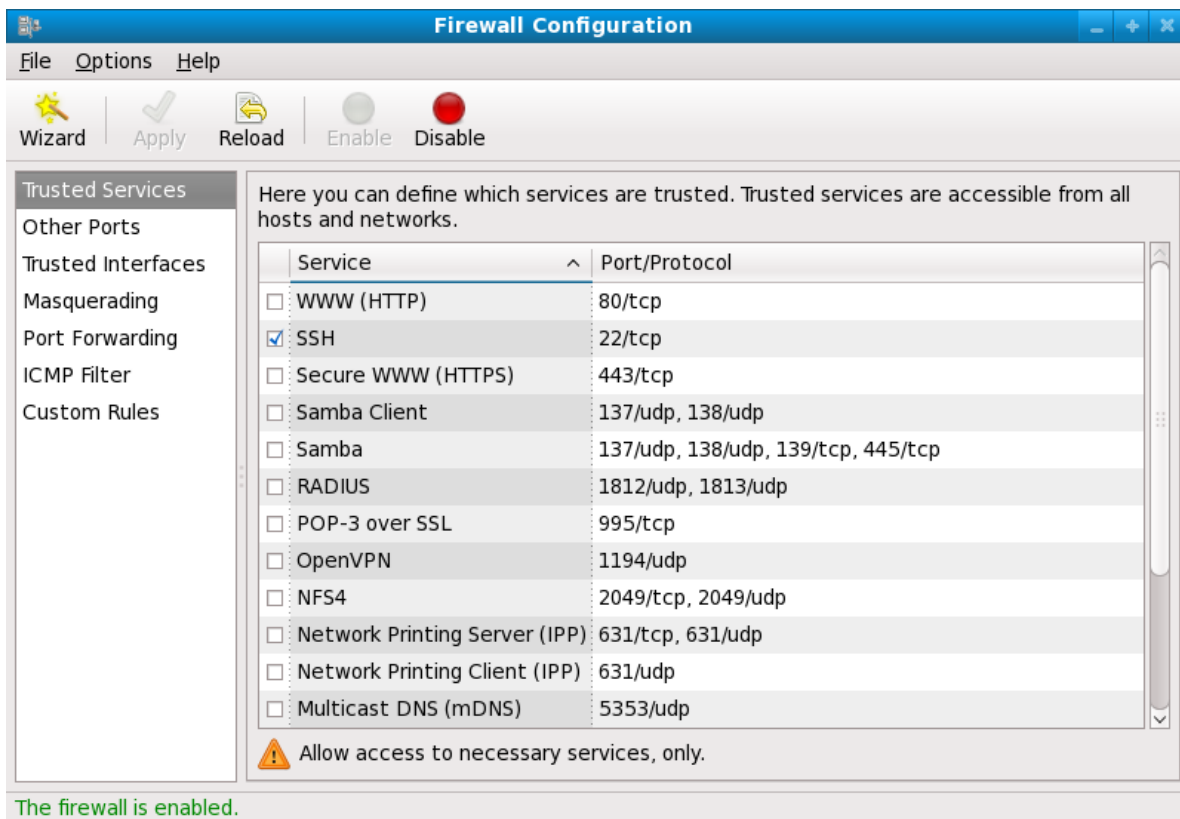 Firewall Configuration
File Options Help
Wizard Apply Reload Enable Disable
Trusted Services
Other Ports
Trusted Interfaces
Masquerading
Port Forwarding
ICMP Filter
Custom Rules
Here you can define which services are trusted. Trusted services are accessible from all
hosts and networks.
Service Port/Protocol
WWW (HTTP) 80/tcp
SSH 22/tcp
Secure WWW (HTTPS) 443/tcp
Samba Client 137/udp, 138/udp
Samba 137/udp, 138/udp, 139/tcp, 445/tcp
RADIUS 1812/udp, 1813/udp
POP-3 over SSL 995/tcp
OpenVPN 1194/udp
NFS4 2049/tcp, 2049/udp
Network Printing Server (IPP) 631/tcp, 631/udp
Network Printing Client (IPP) 631/udp
Multicast DNS (mDNS) 5353/udp
Allow access to necessary services, only.
The firewall is enabled.